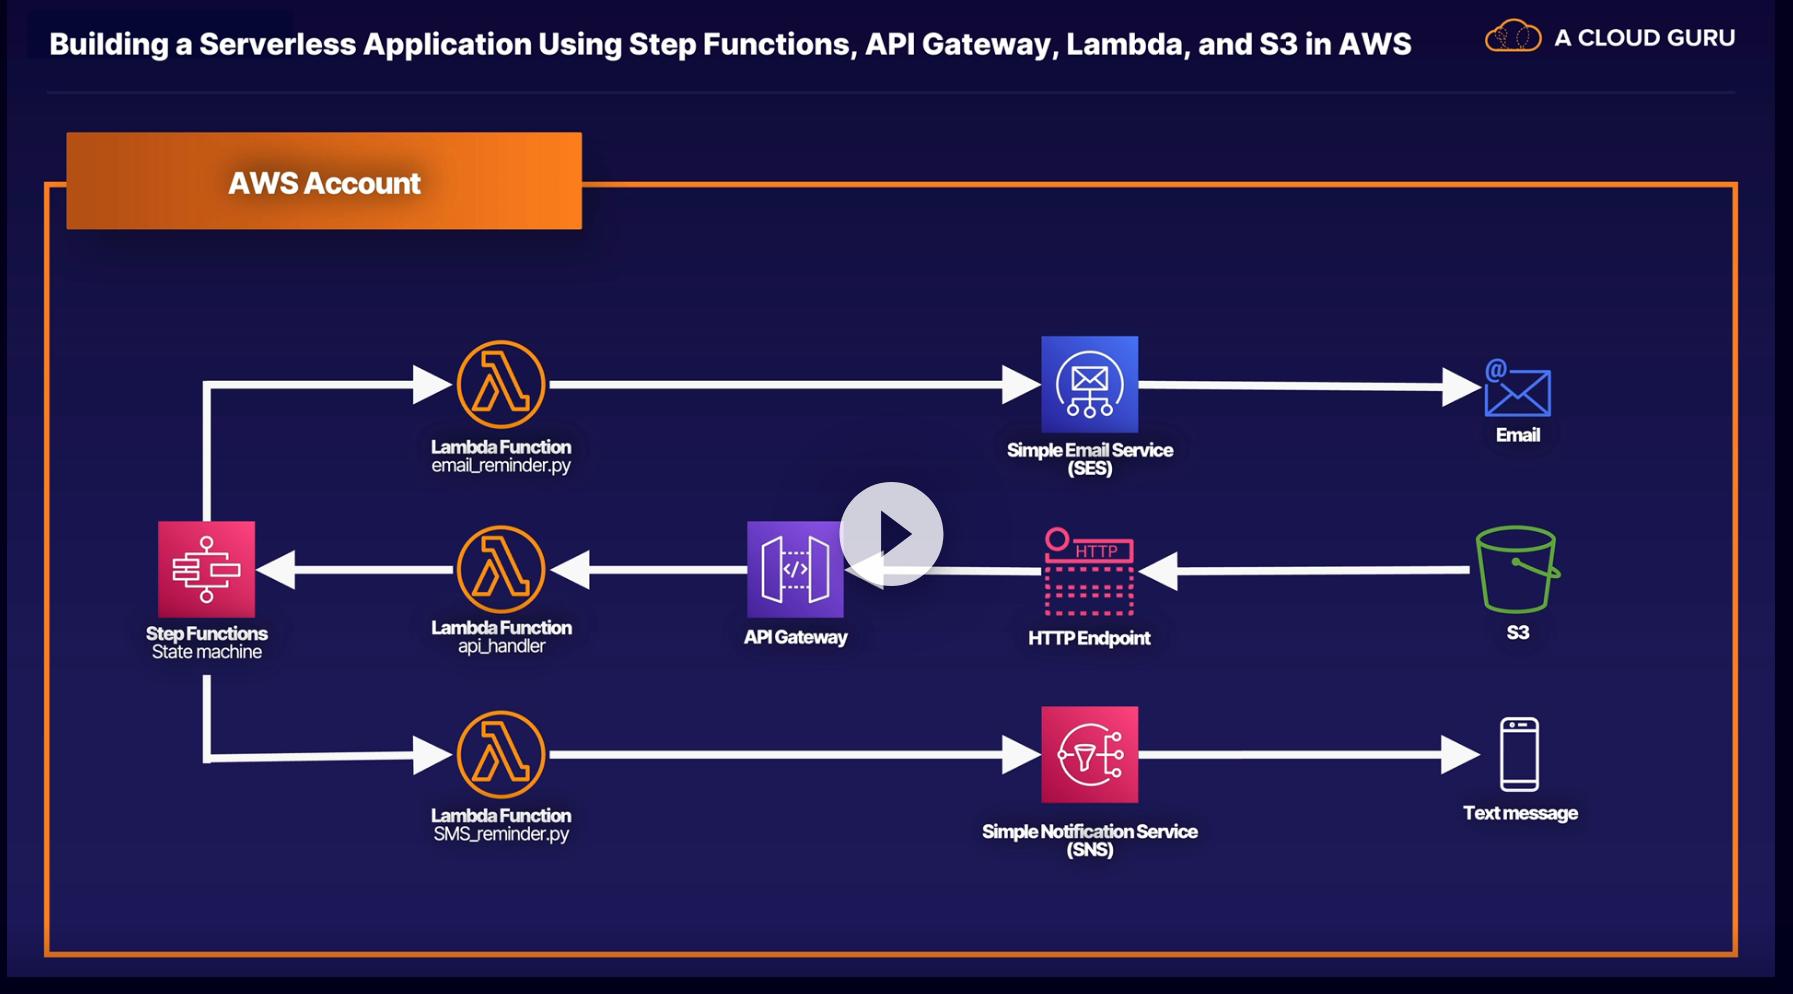 Building a Serverless Application Using Step Functions, API Gateway, Lambda, and S3 in AWS
A CLOUD GURU
AWS Account
Lambda Function
email_reminder.py
Simple Email Service
(SES)
@
Email
Step Functions
State machine
Lambda Function
api_handler
</>
API Gateway
HTTP
HTTP Endpoint
S3
Lambda Function
SMS_reminder.py
Simple Notification Service
(SNS)
Text message